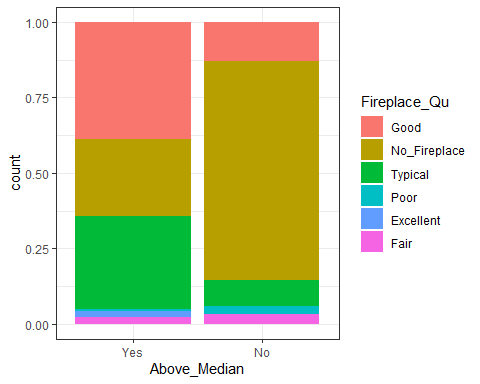 1.00
0.75
0.50
0.25
0.00
count
Yes
No
Above_Median
Fireplace_Qu
Good
No_Fireplace
Typical
Poor
Excellent
Fair